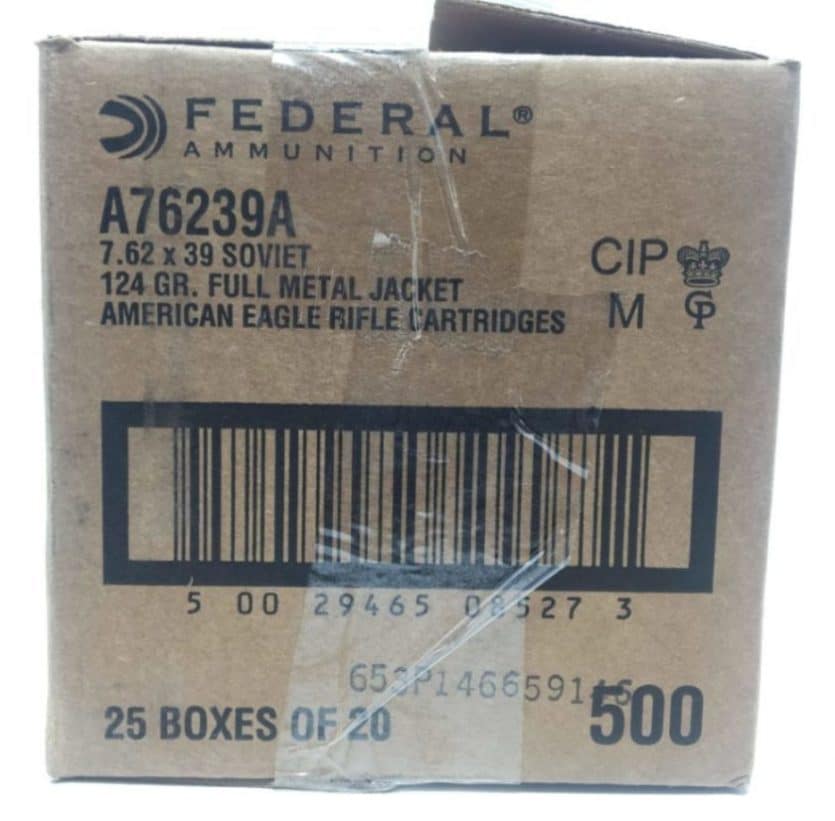 FEDERAL®
AMMUNITION
A76239A
7.62 x 39 SOVIET
124 GR. FULL METAL JACKET
AMERICAN EAGLE RIFLE CARTRIDGES
CIP
M GP
5 00 29465 08527 3
25 BOXES OF 20
500